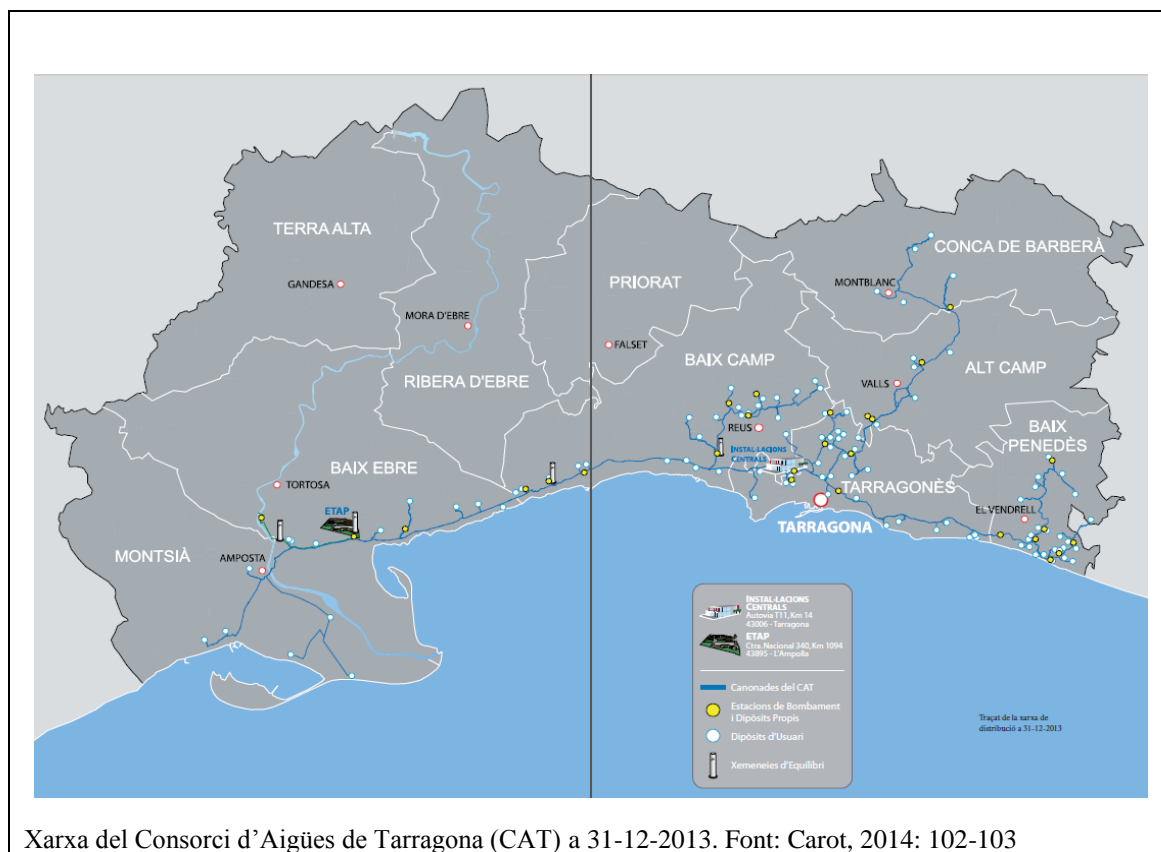 TERRA ALTA
GANDESA
MORA D'EBRE
RIBERA D'EBRE
PRIORAT
FALSET
CONCA DE BARBERÀ
MONTBLANC
BAIX CAMP
VALLS
ALT CAMP
REUS
INSTAL·LACIONS
CENTRALS
BAIX
PENEDÈS
BAIX EBRE
TORTOSA
ETAP
TARRAGONÈS
EL VENDRELL
TARRAGONA
MONTSIÀ
AMPOSTA
INSTAL·LACIONS
CENTRALS
Autovia T11, Km 14
43006 - Tarragona
ETAP
Ctra. Nacional 340, Km 1094
43895 - L'Ampolla
Canonades del CAT
Estacions de Bombament
i Dipòsits Propis
Dipòsits d'Usuari
Xemeneies d'Equilibri
Traçat de la xarxa de
distribució a 31-12-2013
Xarxa del Consorci d'Aigües de Tarragona (CAT) a 31-12-2013. Font: Carot, 2014: 102-103